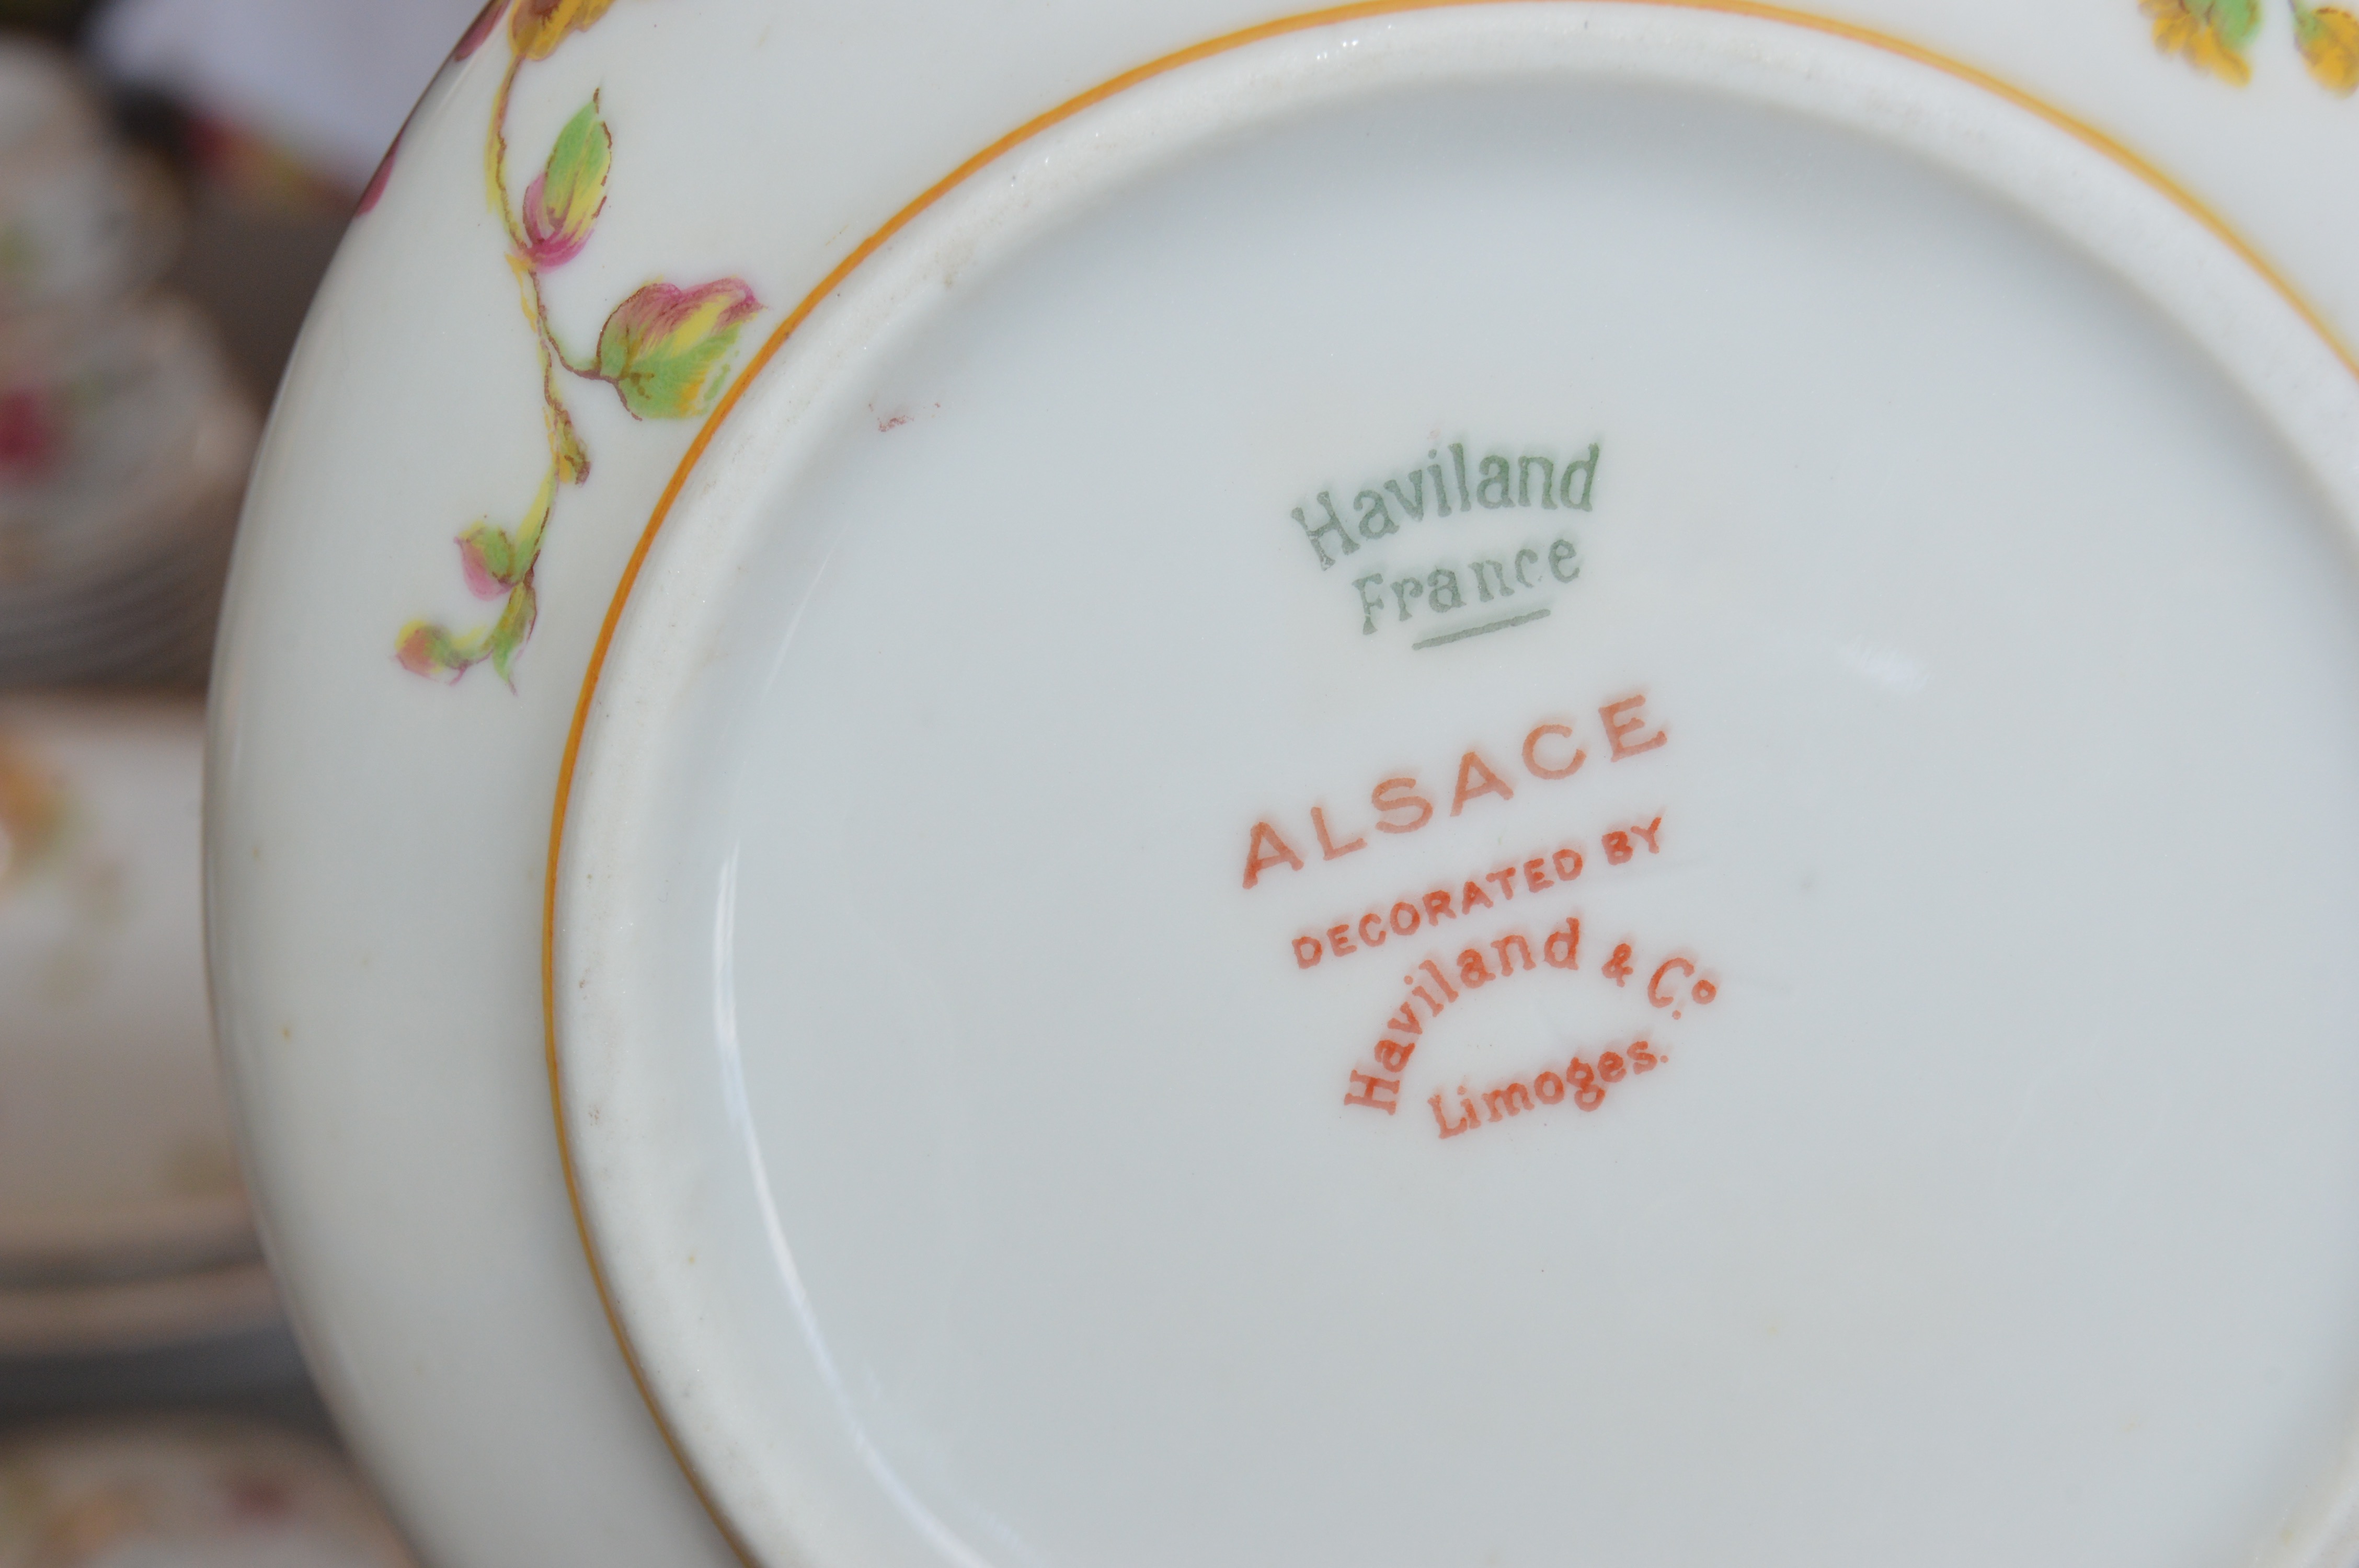 Haviland
France
ALSACE
DECORATED BY
Haviland & Co
Limoges.